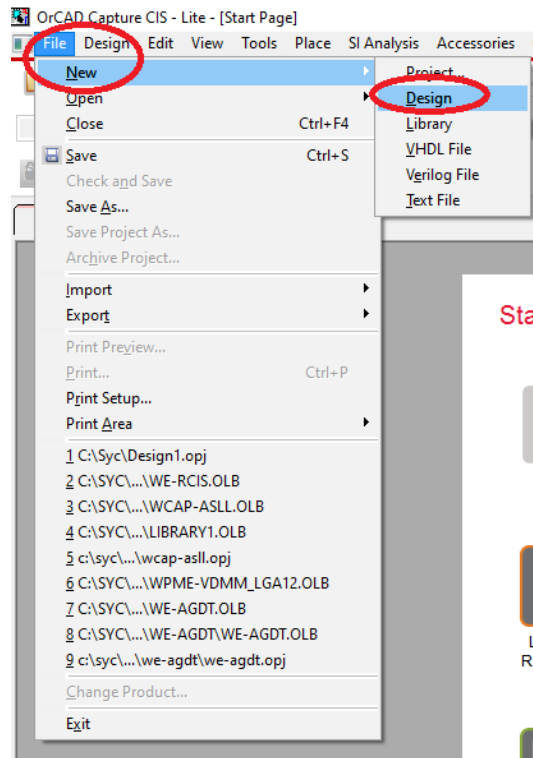 OrCAD Capture CIS - Lite - [Start Page]
File Design Edit View Tools Place SI Analysis Accessories
New
Open
Close Ctrl+F4
Save Ctrl+S
Check and Save
Save As...
Save Project As...
Archive Project...
Import
Export
Print Preview...
Print... Ctrl+P
Print Setup...
Print Area
1 C:\Syc\Design1.opj
2 C:\SYC\...\WE-RCIS.OLB
3 C:\SYC\...\WCAP-ASLL.OLB
4 C:\SYC\...\LIBRARY1.OLB
5 c:\syc\...\wcap-asll.opj
6 C:\SYC\...\WPME-VDMM_LGA12.OLB
7 C:\SYC\...\WE-AGDT.OLB
8 C:\SYC\...\WE-AGDT\WE-AGDT.OLB
9 c:\syc\...\we-agdt\we-agdt.opj
Change Product...
Exit
Project...
Design
Library
VHDL File
Verilog File
Text File
Sta
L
R